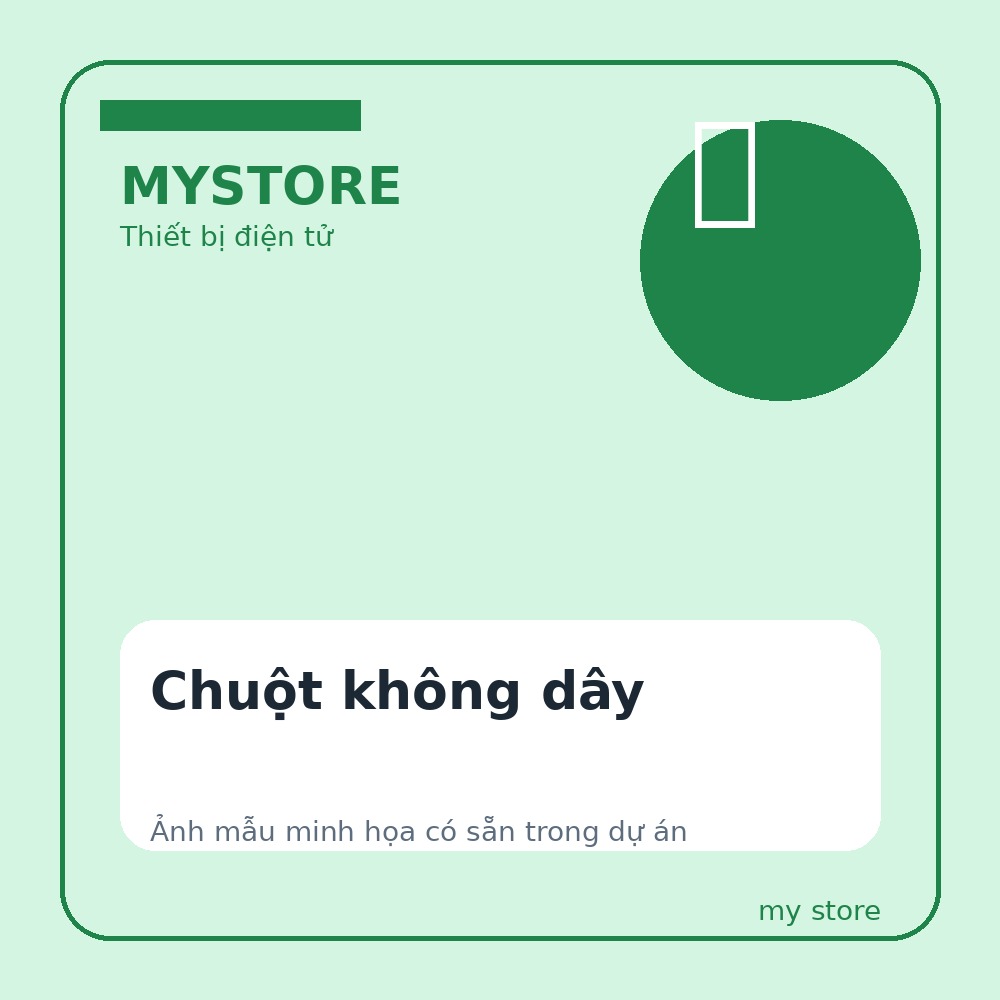 MYSTORE
Thiết bị điện tử
Chuột không dây
Ảnh mẫu minh họa có sẵn trong dự án
my store